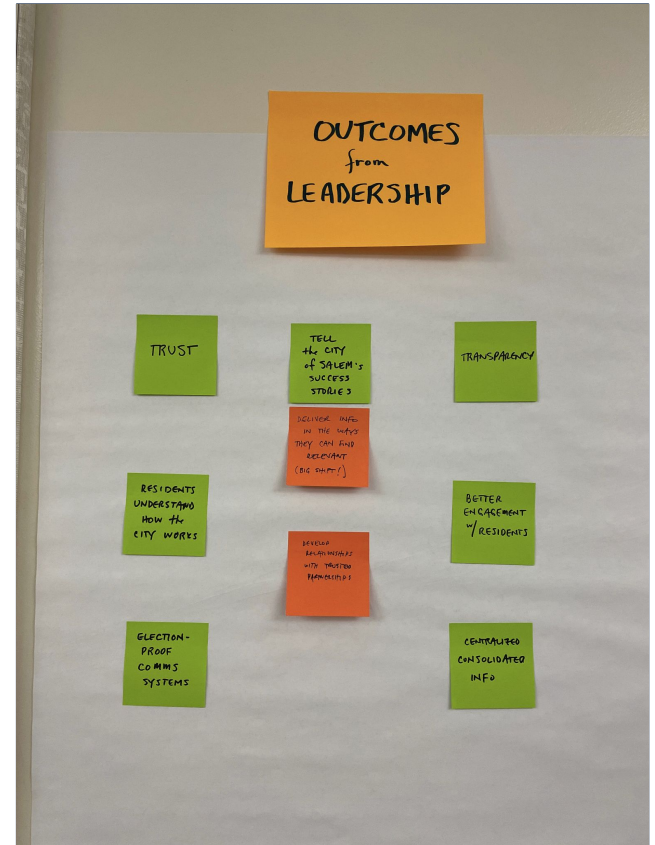 OUTCOMES
from
LEADERSHIP
TRUST
TELL
the CITY
of SALEM's
SUCCESS
STORIES
TRANSPARENCY
DELIVER INFO
IN THE WAYS
THEY CAN FIND
RELEVANT
(BIG SHIFT!)
RESIDENTS
UNDERSTAND
HOW the
CITY WORKS
BETTER
ENGAGEMENT
w/RESIDENTS
DEVELOP
RELATIONSHIPS
WITH TRUSTED
PARTNERSHIPS
ELECTION-
PROOF
COMMS
SYSTEMS
CENTRALIZED
CONSOLIDATED
INFO